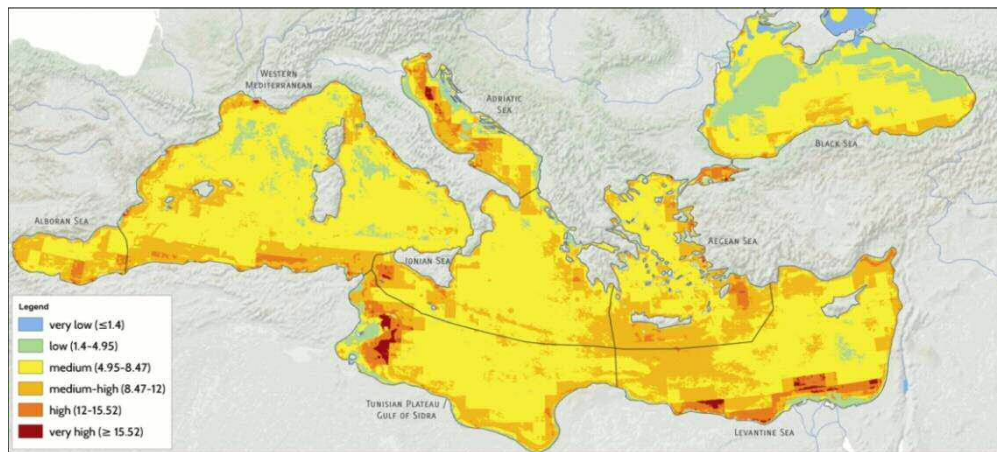 WESTERN
MEDITERRANEAN
ADRIATIC
SEA
BLACK SEA
ALBORAN SEA
IONIAN SEA
AEGEAN SEA
Legend
very low (≤1.4)
low (1.4-4.95)
medium (4.95-8.47)
medium-high (8.47-12)
high (12-15.52)
very high (≥ 15.52)
TUNISIAN PLATEAU /
GULF OF SIDRA
LEVANTINE SEA